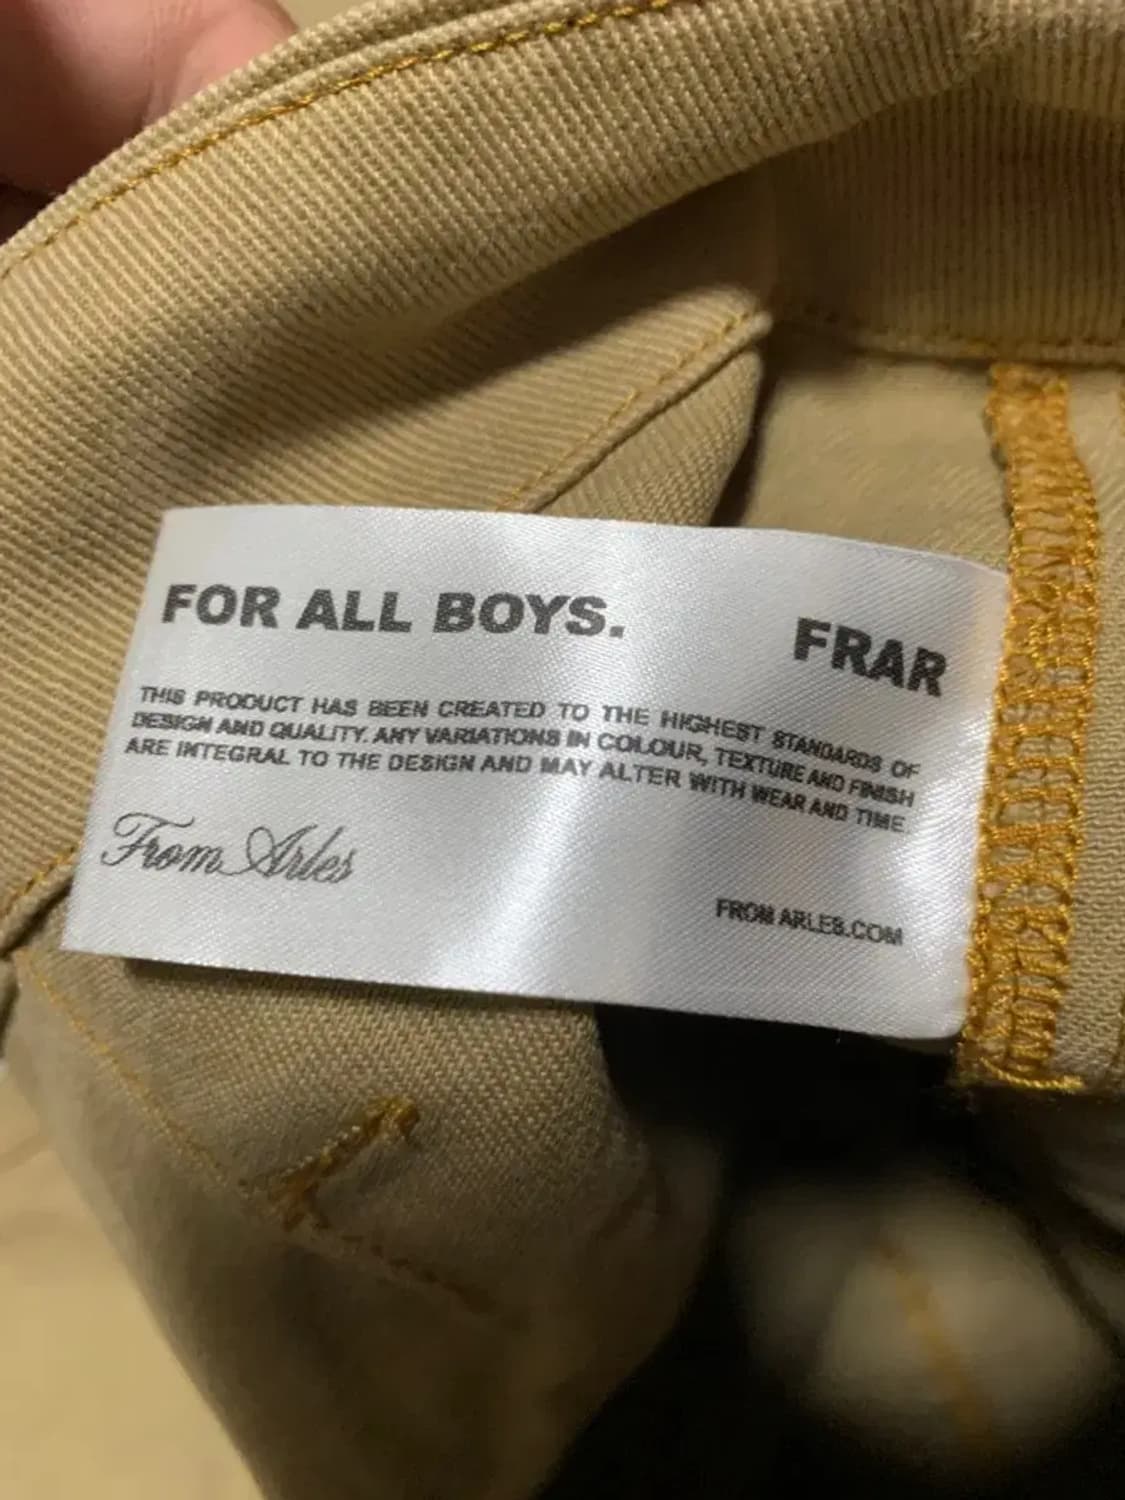 FOR ALL BOYS.
FRAR
THIS PRODUCT HAS BEEN CREATED TO THE HIGHEST STANDARDS OF
DESIGN AND QUALITY. ANY VARIATIONS IN COLOUR, TEXTURE AND FINISH
ARE INTEGRAL TO THE DESIGN AND MAY ALTER WITH WEAR AND TIME.
From Arles
FROM ARLES.COM